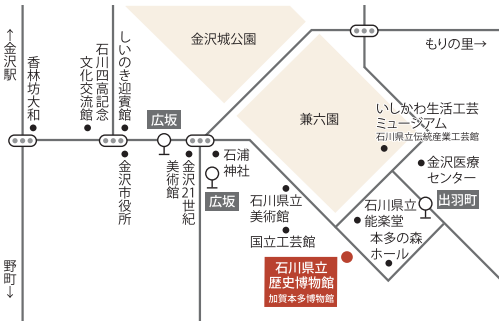 ←金沢駅
香林坊大和
石川四高記念
文化交流館
しいのき迎賓館
金沢城公園
もりの里→
兼六園
いしかわ生活工芸
ミュージアム
石川県立伝統産業工芸館
広坂
金沢市役所
美術館
金沢21世紀
石浦
神社
広坂
金沢医療
センター
出羽町
石川県立
美術館
国立工芸館
石川県立
能楽堂
本多の森
ホール
石川県立
歴史博物館
加賀本多博物館
野町→